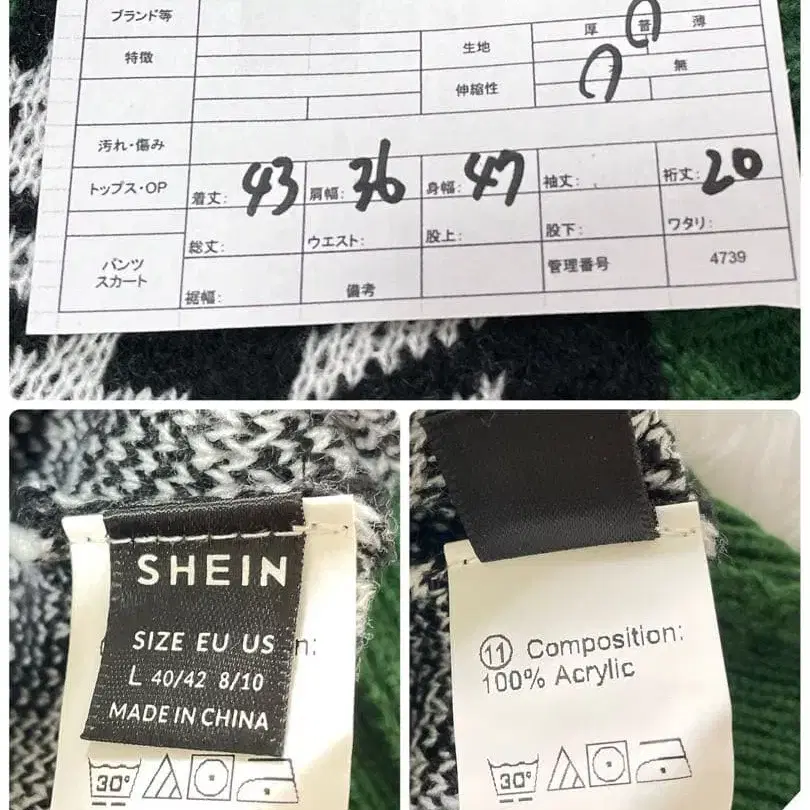 ブランド等
厚 普 薄
特徴
生地
無
伸縮性
汚れ・傷み
トップス・OP
着丈: 43
肩幅: 36
身幅: 47
袖丈:
裄丈: 20
パンツ
スカート
総丈:
ウエスト:
股上:
股下:
ワタリ:
裾幅:
備考
管理番号
4739
SHEIN
SIZE EU US
L 40/42 8/10
MADE IN CHINA
n:
30°
⑪ Composition:
100% Acrylic
30°